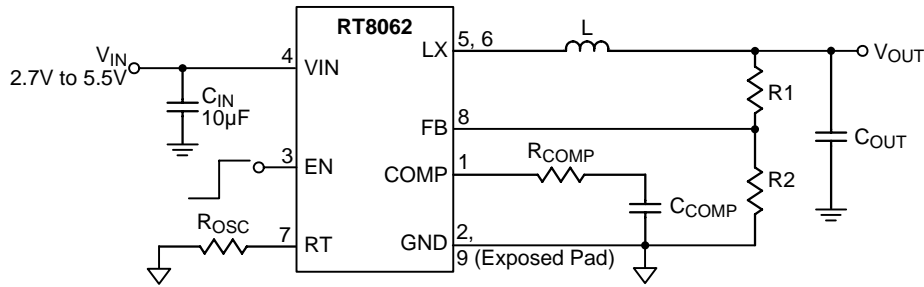 RT8062
VIN
2.7V to 5.5V
CIN
10µF
4
VIN
3
EN
ROSC
7
RT
LX
5, 6
L
VOUT
R1
FB
8
COUT
COMP
1
RCOMP
R2
CCOMP
GND
2,
9 (Exposed Pad)